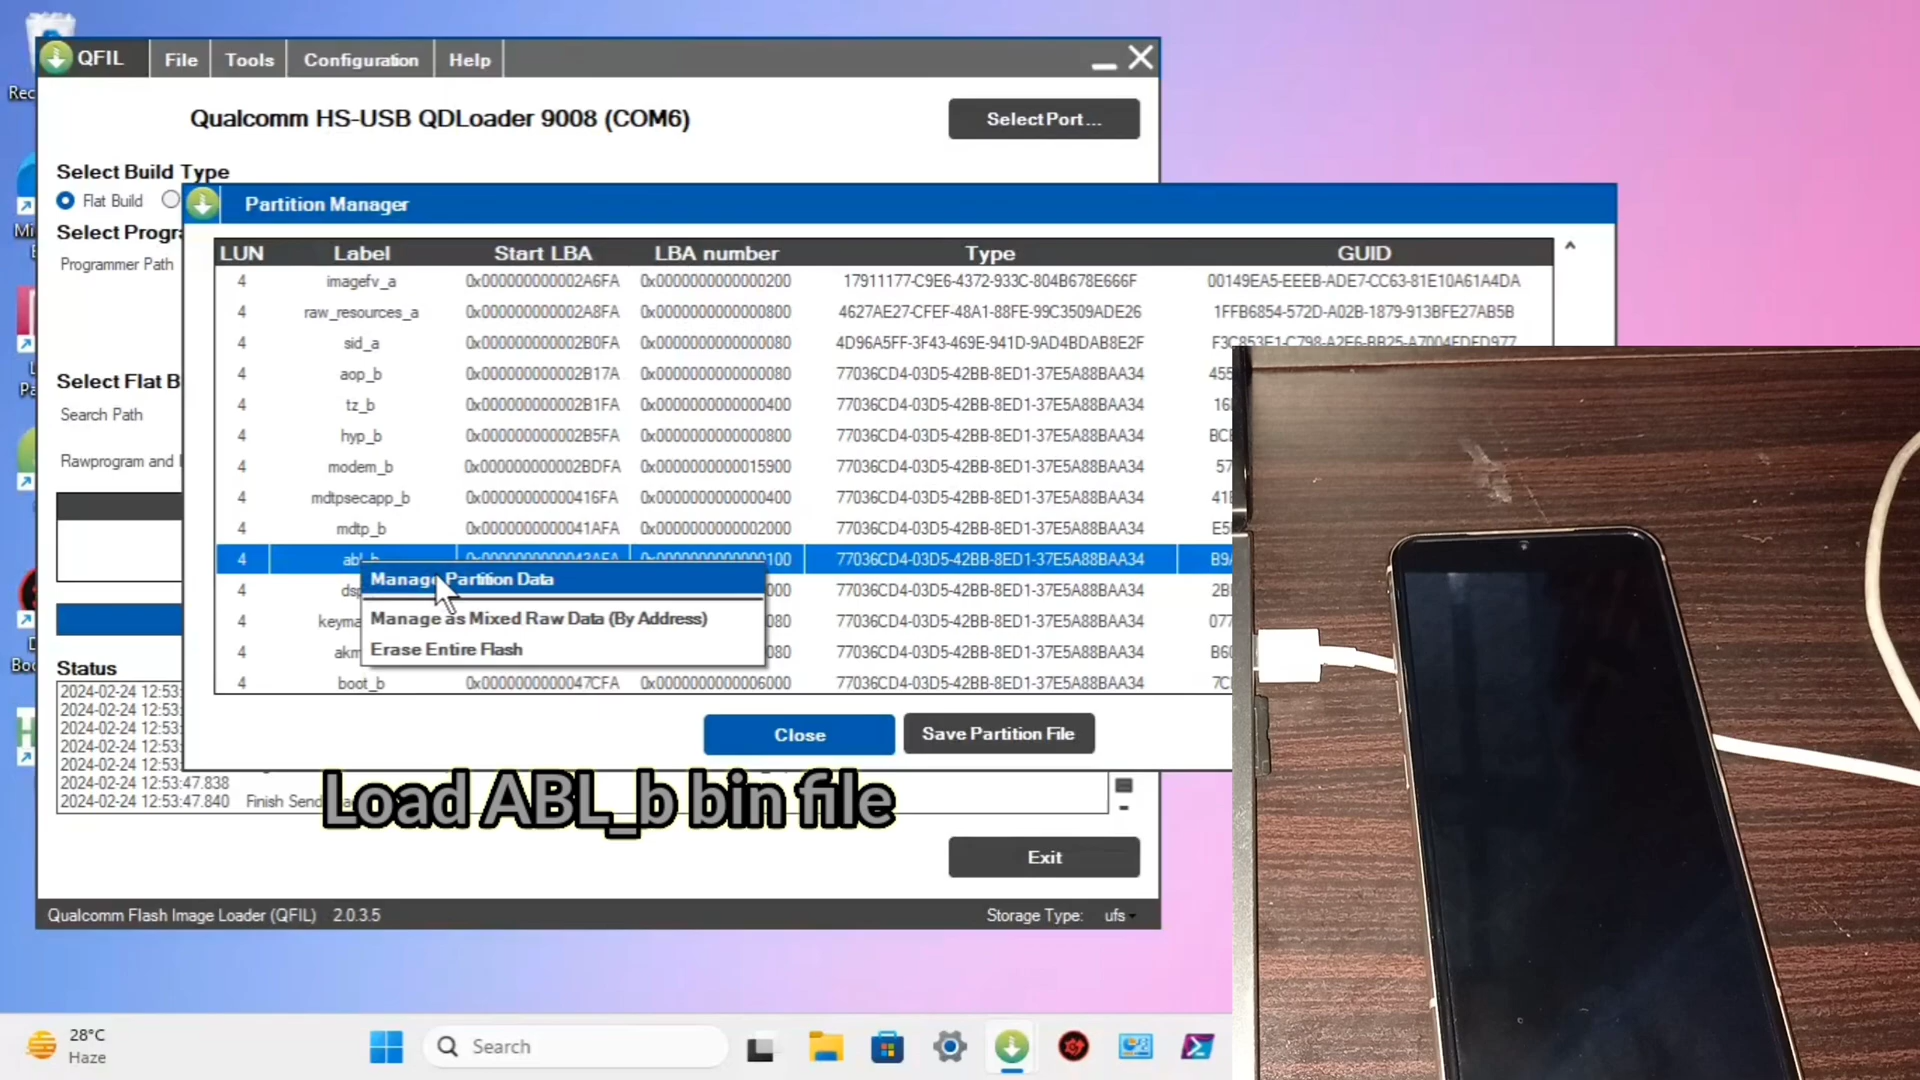 QFIL File Tools Configuration Help
Qualcomm HS-USB QDLoader 9008 (COM6)
Select Port ...
Select Build Type
Flat Build
Programmer Path
Search Path
Partition Manager
LUN Label Start LBA LBA number Type GUID
4 imagefv_a 0x000000000002A6FA 0x0000000000000200 17911177-C9E6-4372-933C-804B678E666F 00149EA5-EEEB-ADE7-CC63-81E10A61A4DA
4 raw_resources_a 0x000000000002A8FA 0x0000000000000800 4627AE27-CFEF-48A1-88FE-99C3509ADE26 1FFB6854-572D-A02B-1879-913BFE27AB5B
4 sid_a 0x000000000002B0FA 0x0000000000000080 4D96A5FF-3F43-469E-941D-9AD4BDAB8E2F
4 aop_b 0x000000000002B17A 0x0000000000000080 77036CD4-03D5-42BB-8ED1-37E5A88BAA34 455
4 tz_b 0x000000000002B1FA 0x0000000000000400 77036CD4-03D5-42BB-8ED1-37E5A88BAA34 16
4 hyp_b 0x000000000002B5FA 0x0000000000000800 77036CD4-03D5-42BB-8ED1-37E5A88BAA34
4 modem_b 0x000000000002BDFA 0x0000000000015900 77036CD4-03D5-42BB-8ED1-37E5A88BAA34 57
4 mdtpsecapp_b 0x00000000000416FA 0x0000000000000400 77036CD4-03D5-42BB-8ED1-37E5A88BAA34
4 mdtp_b 0x0000000000041AFA 0x0000000000002000 77036CD4-03D5-42BB-8ED1-37E5A88BAA34
4 abl_b 0x0000000000043AFA 0x0000000000000100 77036CD4-03D5-42BB-8ED1-37E5A88BAA34
4 77036CD4-03D5-42BB-8ED1-37E5A88BAA34
4 77036CD4-03D5-42BB-8ED1-37E5A88BAA34 077
4 77036CD4-03D5-42BB-8ED1-37E5A88BAA34
4 boot_b 0x0000000000047CFA 0x0000000000006000 77036CD4-03D5-42BB-8ED1-37E5A88BAA34
Manage Partition Data
Manage as Mixed Raw Data (By Address)
Erase Entire Flash
Close
Save Partition File
Status
2024-02-24 12:53:47.838
2024-02-24 12:53:47.840 Finish Send
Load ABL_b bin file
Exit
Qualcomm Flash Image Loader (QFIL) 2.0.3.5
Storage Type: ufs
28°C
Haze
Search